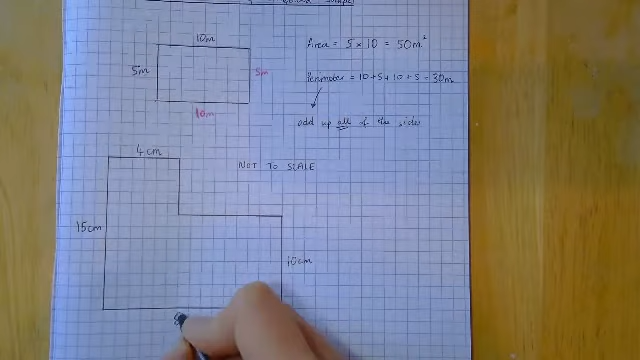 10m
Area = 5 × 10 = 50m²
5m
5m
Perimeter = 10 + 5 + 10 + 5 = 30m
10m
add up all of the sides
4cm
NOT TO SCALE
15cm
10cm